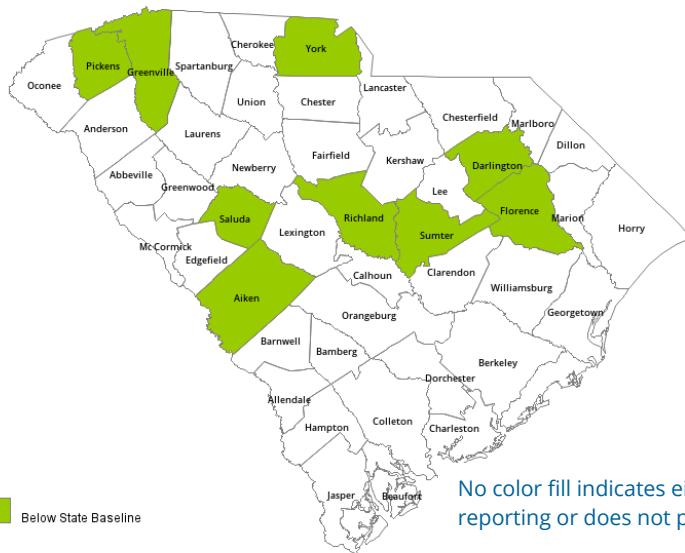 Cherokee
York
Pickens
Greenville
Spartanburg
Oconee
Lancaster
Union
Chester
Chesterfield
Marlboro
Anderson
Laurens
Dillon
Fairfield
Kershaw
Darlington
Newberry
Abbeville
Greenwood
Lee
Florence
Marion
Saluda
Richland
Horry
Lexington
Sumter
Mc Cormick
Edgefield
Calhoun
Clarendon
Williamsburg
Aiken
Orangeburg
Georgetown
Barnwell
Bamberg
Berkeley
Dorchester
Allendale
Colleton
Hampton
Charleston
Jasper
Beaufort
No color fill indicates
reporting or does not
Below State Baseline